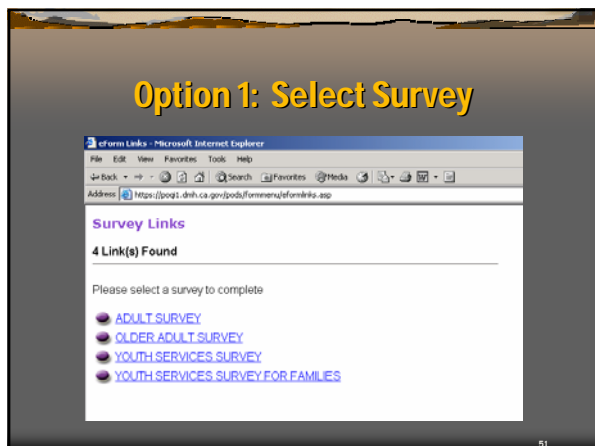 Option 1: Select Survey
eForm Links - Microsoft Internet Explorer
File Edit View Favorites Tools Help
Back Search Favorites Media
Address https://poqi1.dmh.ca.gov/pods/formmenu/eformlinks.asp
Survey Links
4 Link(s) Found
Please select a survey to complete
ADULT SURVEY
OLDER ADULT SURVEY
YOUTH SERVICES SURVEY
YOUTH SERVICES SURVEY FOR FAMILIES
51